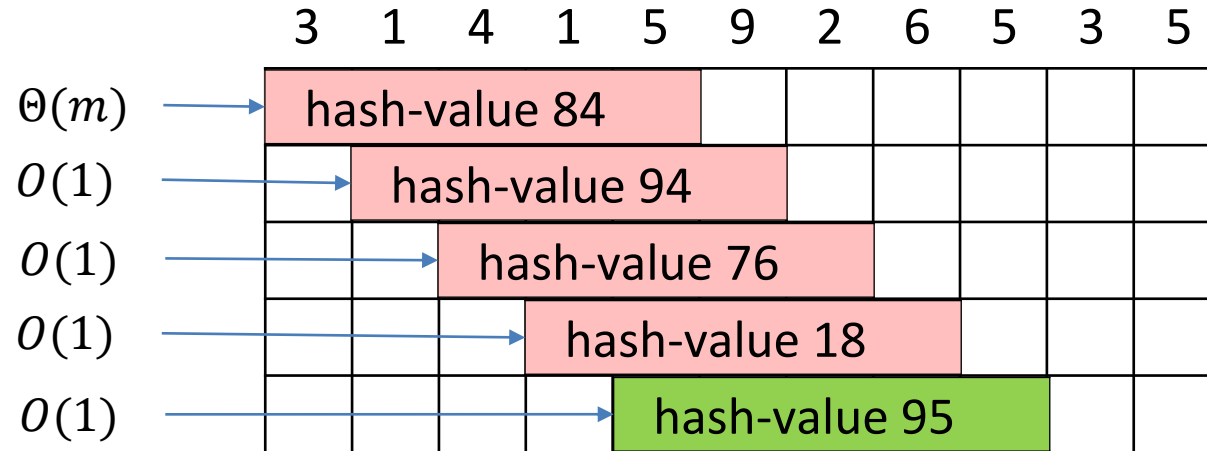 3 1 4 1 5 9 2 6 5 3 5
Θ(m) hash-value 84
O(1) hash-value 94
O(1) hash-value 76
O(1) hash-value 18
O(1) hash-value 95